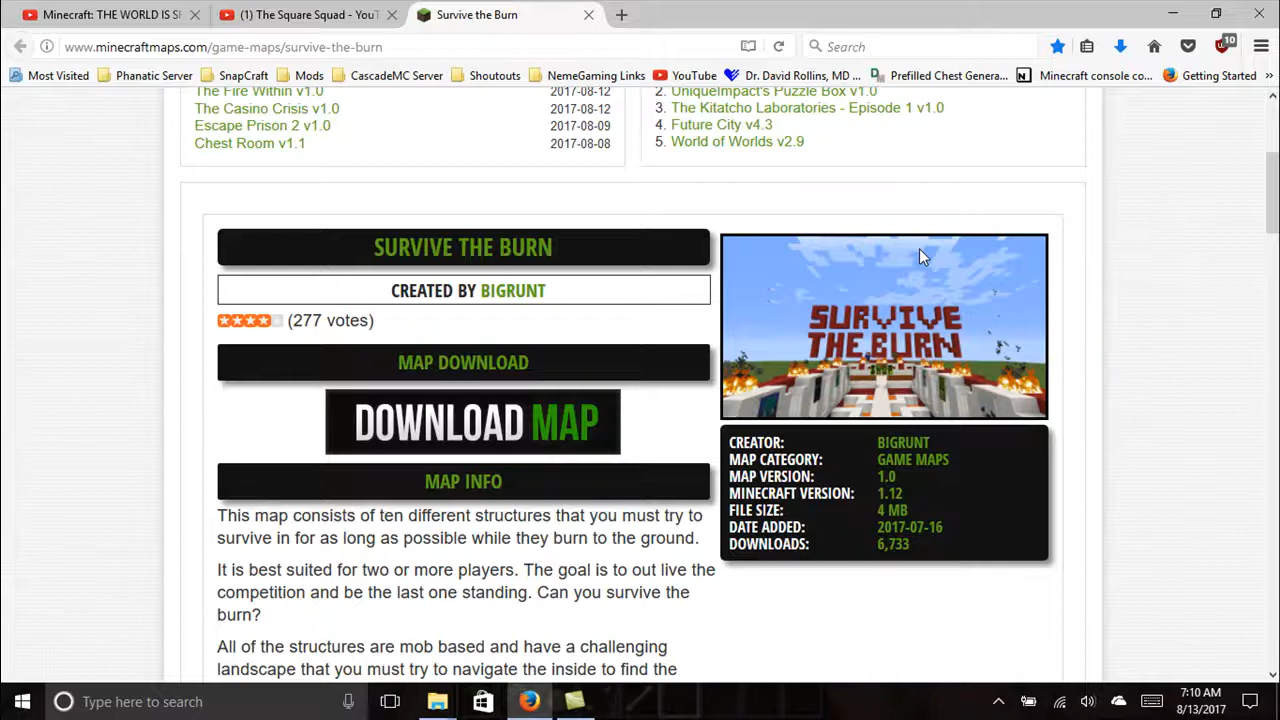 Minecraft: THE WORLD IS SH
(1) The Square Squad - YouT
Survive the Burn
www.minecraftmaps.com/game-maps/survive-the-burn
Search
10
Most Visited
Phanatic Server
SnapCraft
Mods
CascadeMC Server
Shoutouts
NemeGaming Links
YouTube
Dr. David Rollins, MD ...
Prefilled Chest Genera...
Minecraft console co...
Getting Started
The Fire Within v1.0
The Casino Crisis v1.0 2017-08-12
Escape Prison 2 v1.0 2017-08-09
Chest Room v1.1 2017-08-08
2. UniqueImpact's Puzzle Box v1.0
3. The Kitatcho Laboratories - Episode 1 v1.0
4. Future City v4.3
5. World of Worlds v2.9
SURVIVE THE BURN
CREATED BY BIGRUNT
(277 votes)
MAP DOWNLOAD
DOWNLOAD MAP
MAP INFO
This map consists of ten different structures that you must try to
survive in for as long as possible while they burn to the ground.
It is best suited for two or more players. The goal is to out live the
competition and be the last one standing. Can you survive the
burn?
All of the structures are mob based and have a challenging
landscape that you must try to navigate the inside to find the
SURVIVE
THE BURN
SHOP
CREATOR: BIGRUNT
MAP CATEGORY: GAME MAPS
MAP VERSION: 1.0
MINECRAFT VERSION: 1.12
FILE SIZE: 4 MB
DATE ADDED: 2017-07-16
DOWNLOADS: 6,733
Type here to search
7:10 AM
8/13/2017